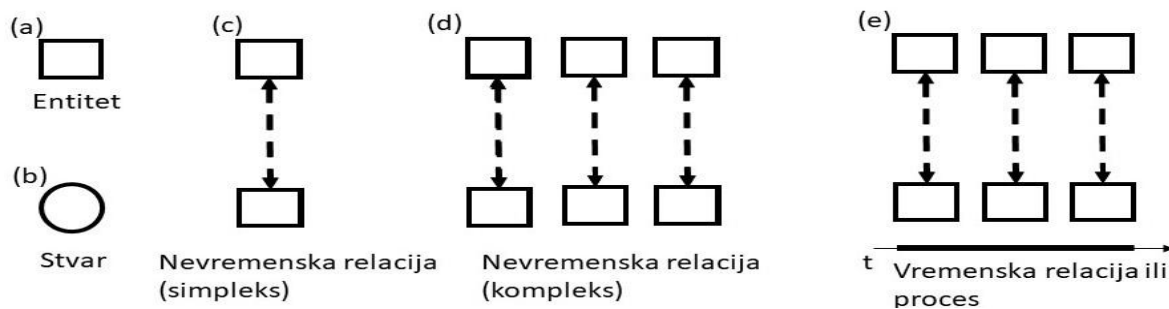 (a)
Entitet
(b)
Stvar
(c)
Nevremenska relacija
(simpleks)
(d)
Nevremenska relacija
(kompleks)
(e)
t
Vremenska relacija ili
proces